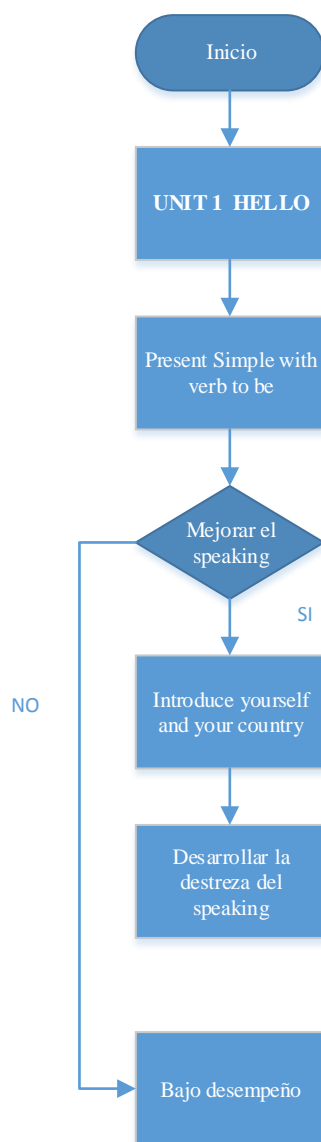 Inicio
UNIT 1 HELLO
Present Simple with
verb to be
Mejorar el
speaking
SI
Introduce yourself
and your country
NO
Desarrollar la
destreza del
speaking
Bajo desempeño